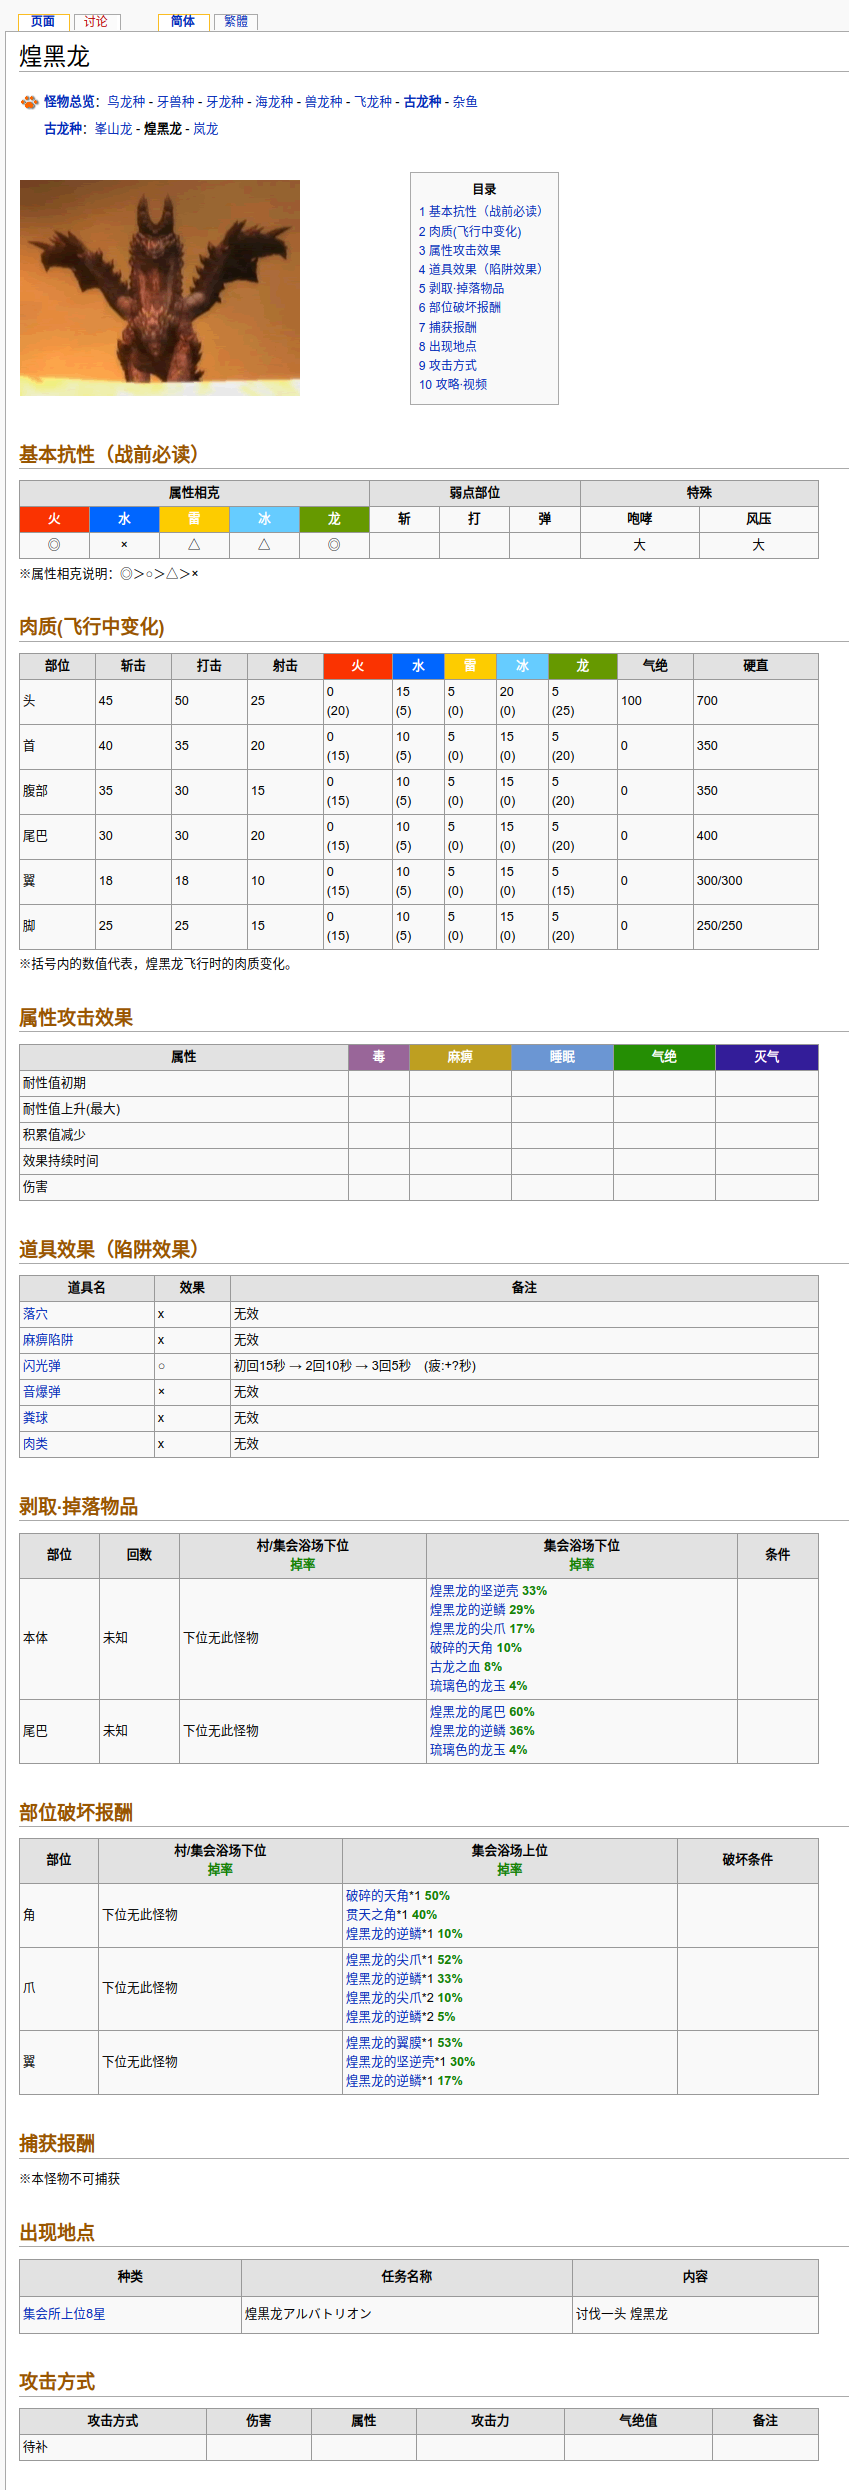 页面 讨论 简体 繁體
煌黑龙
怪物总览：鸟龙种 - 牙兽种 - 牙龙种 - 海龙种 - 兽龙种 - 飞龙种 - 古龙种 - 杂鱼
古龙种：峯山龙 - 煌黑龙 - 岚龙
目录
1 基本抗性（战前必读）
2 肉质(飞行中变化)
3 属性攻击效果
4 道具效果（陷阱效果）
5 剥取·掉落物品
6 部位破坏报酬
7 捕获报酬
8 出现地点
9 攻击方式
10 攻略·视频
基本抗性（战前必读）
属性相克 弱点部位 特殊
火 水 雷 冰 龙 斩 打 弹 咆哮 风压
◎ × △ △ ◎ 大 大
※属性相克说明：◎＞○＞△＞×
肉质(飞行中变化)
部位 斩击 打击 射击 火 水 雷 冰 龙 气绝 硬直
头 45 50 25 0 15 5 20 5 100 700
(20) (5) (0) (0) (25)
首 40 35 20 0 10 5 15 5 0 350
(15) (5) (0) (0) (20)
腹部 35 30 15 0 10 5 15 5 0 350
(15) (5) (0) (0) (20)
尾巴 30 30 20 0 10 5 15 5 0 400
(15) (5) (0) (0) (20)
翼 18 18 10 0 10 5 15 5 0 300/300
(15) (5) (0) (0) (15)
脚 25 25 15 0 10 5 15 5 0 250/250
(15) (5) (0) (0) (20)
※括号内的数值代表，煌黑龙飞行时的肉质变化。
属性攻击效果
属性 毒 麻痹 睡眠 气绝 灭气
耐性值初期
耐性值上升(最大)
积累值减少
效果持续时间
伤害
道具效果（陷阱效果）
道具名 效果 备注
落穴 x 无效
麻痹陷阱 x 无效
闪光弹 ○ 初回15秒 → 2回10秒 → 3回5秒　(疲:+?秒)
音爆弹 × 无效
粪球 x 无效
肉类 x 无效
剥取·掉落物品
部位 回数 村/集会浴场下位 集会浴场下位 条件
掉率 掉率
本体 未知 下位无此怪物
煌黑龙的坚逆壳 33%
煌黑龙的逆鳞 29%
煌黑龙的尖爪 17%
破碎的天角 10%
古龙之血 8%
琉璃色的龙玉 4%
尾巴 未知 下位无此怪物
煌黑龙的尾巴 60%
煌黑龙的逆鳞 36%
琉璃色的龙玉 4%
部位破坏报酬
部位 村/集会浴场下位 集会浴场上位 破坏条件
掉率 掉率
角 下位无此怪物
破碎的天角*1 50%
贯天之角*1 40%
煌黑龙的逆鳞*1 10%
爪 下位无此怪物
煌黑龙的尖爪*1 52%
煌黑龙的逆鳞*1 33%
煌黑龙的尖爪*2 10%
煌黑龙的逆鳞*2 5%
翼 下位无此怪物
煌黑龙的翼膜*1 53%
煌黑龙的坚逆壳*1 30%
煌黑龙的逆鳞*1 17%
捕获报酬
※本怪物不可捕获
出现地点
种类 任务名称 内容
集会所上位8星 煌黑龙アルバトリオン 讨伐一头 煌黑龙
攻击方式
攻击方式 伤害 属性 攻击力 气绝值 备注
待补